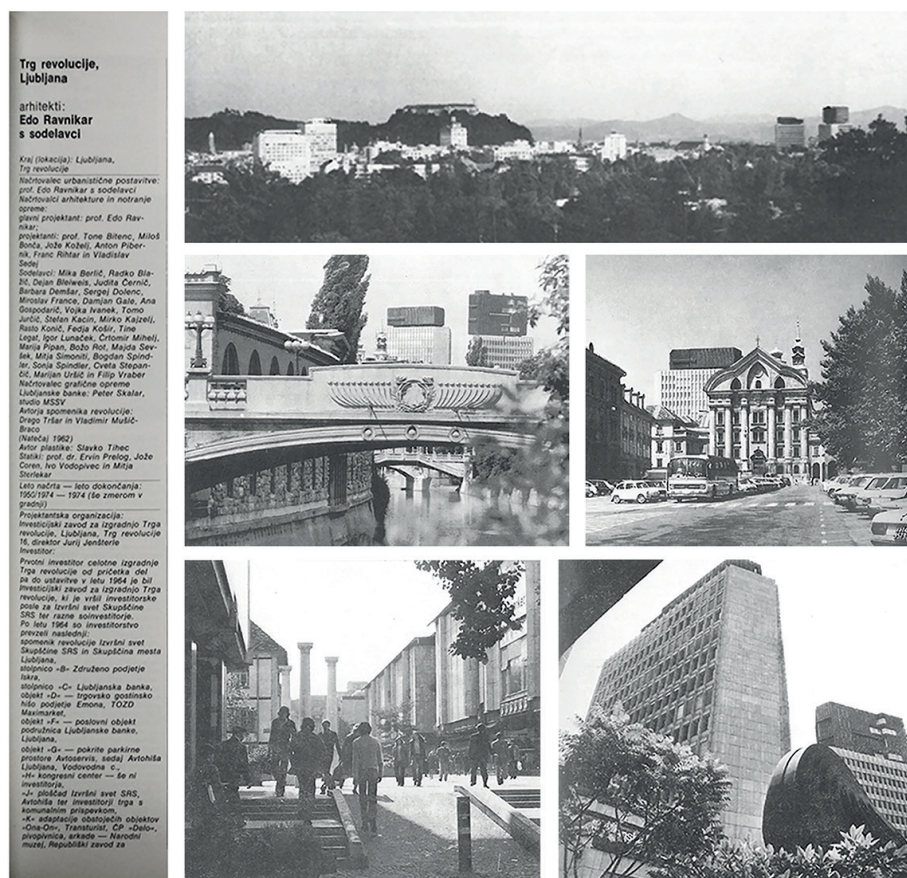 Trg revolucije,
Ljubljana
arhitekti:
Edo Ravnikar
s sodelavci
Kraj (lokacija): Ljubljana,
Trg revolucije
Načrtovalec urbanistične postavitve:
prof. Edo Ravnikar s sodelavci
Načrtovalci arhitekture in notranje
opreme:
glavni projektant: prof. Edo Rav-
nikar;
projektanti: prof. Tone Bitenc, Miloš
Bonča, Jože Koželj, Anton Piber-
nik, Franc Rihtar in Vladislav
Sedej
Sodelavci: Mika Berlič, Radko Bla-
žič, Dejan Bleiweis, Judita Černič,
Barbara Demšar, Sergej Dolenc,
Miroslav France, Damjan Gale, Ana
Gospodarič, Vojka Ivanek, Tomo
Jurčič, Štefan Kacin, Mirko Kajzelj,
Rasto Konič, Fedja Košir, Tine
Legat, Igor Lunaček, Črtomir Mihelj,
Marija Pipan, Božo Rot, Majda Sev-
šek, Mitja Simoniti, Bogdan Spind-
ler, Sonja Spindler, Cveta Stepan-
čič, Marijan Uršič in Filip Vraber
Načrtovalec grafične opreme
Ljubljanske banke: Peter Skalar,
studio MSSV
Avtorja spomenika revolucije:
Drago Tršar in Vladimir Mušič-
Braco
(Natečaj 1962)
Avtor plastike: Slavko Tihec
Statiki: prof. dr. Ervin Prelog, Jože
Coren, Ivo Vodopivec in Mitja
Sterlekar
Leto načrta — leto dokončanja:
1950/1974 — 1974 (še zmerom v
gradnji)
Projektantska organizacija:
Investicijski zavod za izgradnjo Trga
revolucije, Ljubljana, Trg revolucije
16, direktor Jurij Jenšterle
Investitor:
Prvotni investitor celotne izgradnje
Trga revolucije od pričetka del
pa do ustavitve v letu 1964 je bil
Investicijski zavod za izgradnjo Trga
revolucije, ki je vršil investitorske
posle za Izvršni svet Skupščine
SRS ter razne soinvestitorje.
Po letu 1964 so investitorstvo
prevzeli naslednji:
spomenik revolucije Izvršni svet
Skupščine SRS in Skupščina mesta
Ljubljana,
stolpnico »B« Združeno podjetje
Iskra,
stolpnico »C« Ljubljanska banka,
objekt »D« — trgovsko gostinsko
hišo podjetje Emona, TOZD
Maximarket,
objekt »F« — poslovni objekt
podružnica Ljubljanske banke,
Ljubljana,
objekt »G« — pokrite parkirne
prostore Avtoservis, sedaj Avtohiša
Ljubljana, Vodovodna c.,
»H« kongresni center — še ni
investitorja,
»J« ploščad Izvršni svet SRS,
Avtohiša ter investitorji trga s
komunalnim prispevkom,
»K« adaptacije obstoječih objektov
»Ona-On«, Transturist, ČP »Delo«,
pivopivnica, arkade — Narodni
muzej, Republiški zavod za